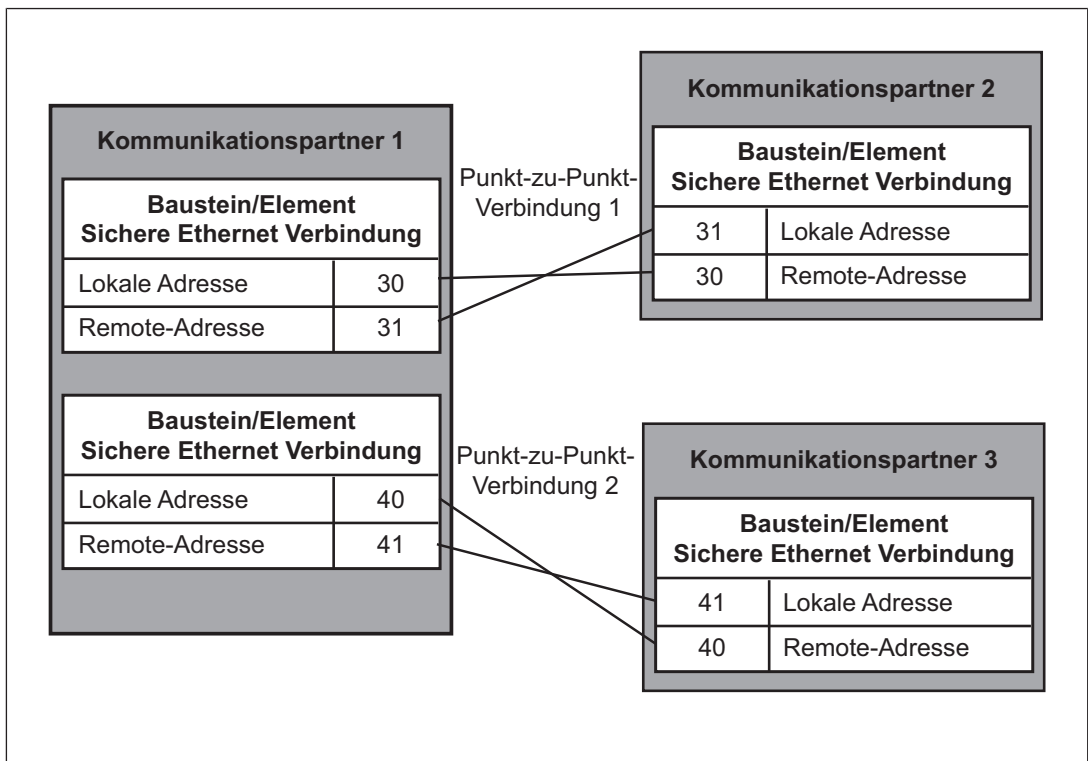 Kommunikationspartner 1
Baustein/Element
Sichere Ethernet Verbindung
Lokale Adresse 30
Remote-Adresse 31
Baustein/Element
Sichere Ethernet Verbindung
Lokale Adresse 40
Remote-Adresse 41
Punkt-zu-Punkt-
Verbindung 1
Punkt-zu-Punkt-
Verbindung 2
Kommunikationspartner 2
Baustein/Element
Sichere Ethernet Verbindung
31 Lokale Adresse
30 Remote-Adresse
Kommunikationspartner 3
Baustein/Element
Sichere Ethernet Verbindung
41 Lokale Adresse
40 Remote-Adresse